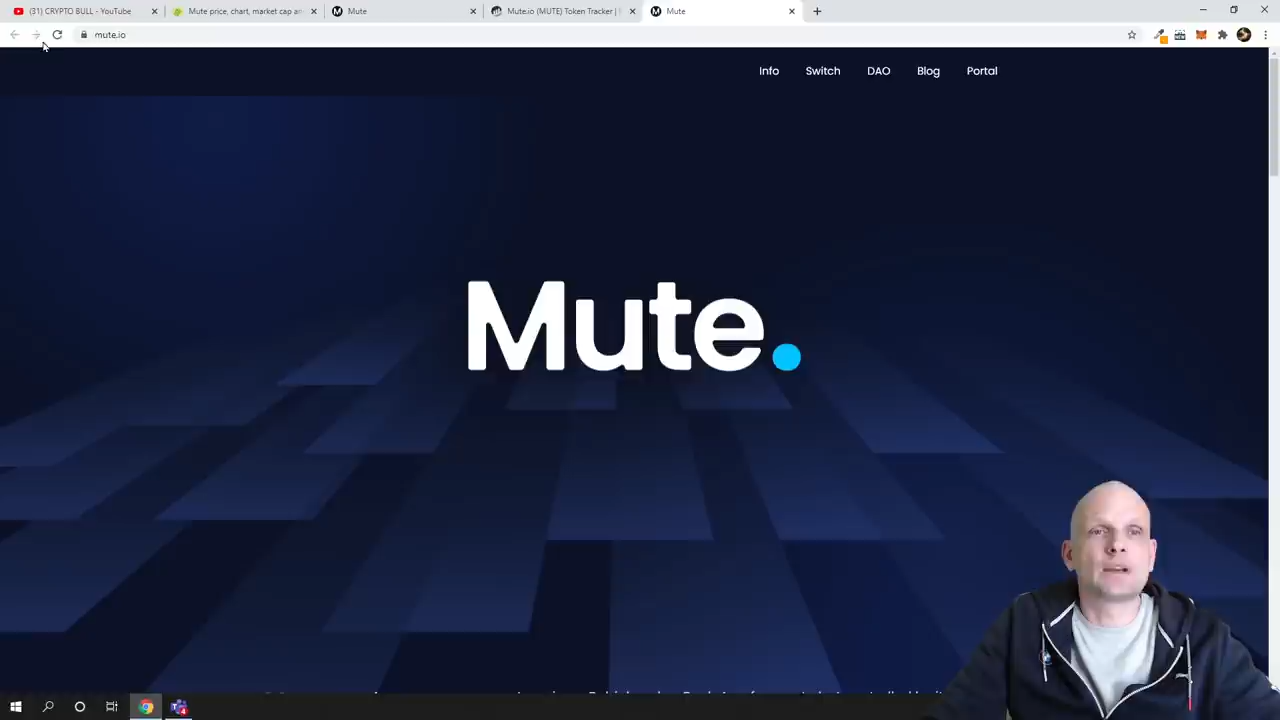 (31) CRYPTO BULL - YouTube
Mute price, chart, market cap an
Mute
Mute.io (MUTE) Token Tracker |
Mute
mute.io
Info
Switch
DAO
Blog
Portal
Mute.